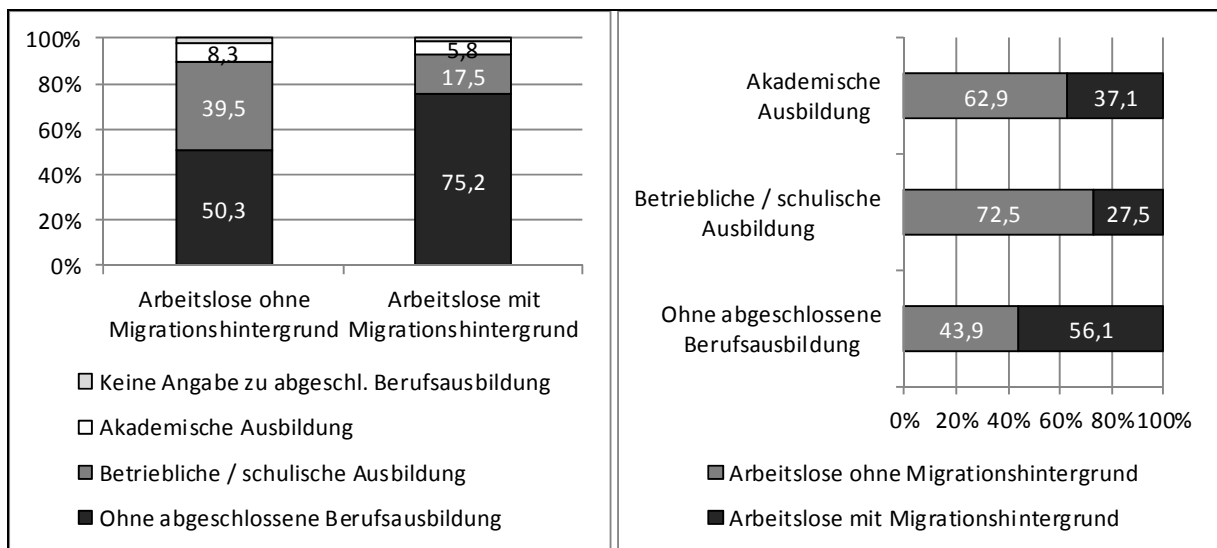 100%
80%
60%
40%
20%
0%
8,3
39,5
50,3
5,8
17,5
75,2
Arbeitslose ohne
Migrationshintergrund
Arbeitslose mit
Migrationshintergrund
Keine Angabe zu abgeschl. Berufsausbildung
Akademische Ausbildung
Betriebliche / schulische Ausbildung
Ohne abgeschlossene Berufsausbildung
Akademische
Ausbildung
62,9 37,1
Betriebliche / schulische
Ausbildung
72,5 27,5
Ohne abgeschlossene
Berufsausbildung
43,9 56,1
0% 20% 40% 60% 80% 100%
Arbeitslose ohne Migrationshintergrund
Arbeitslose mit Migrationshintergrund